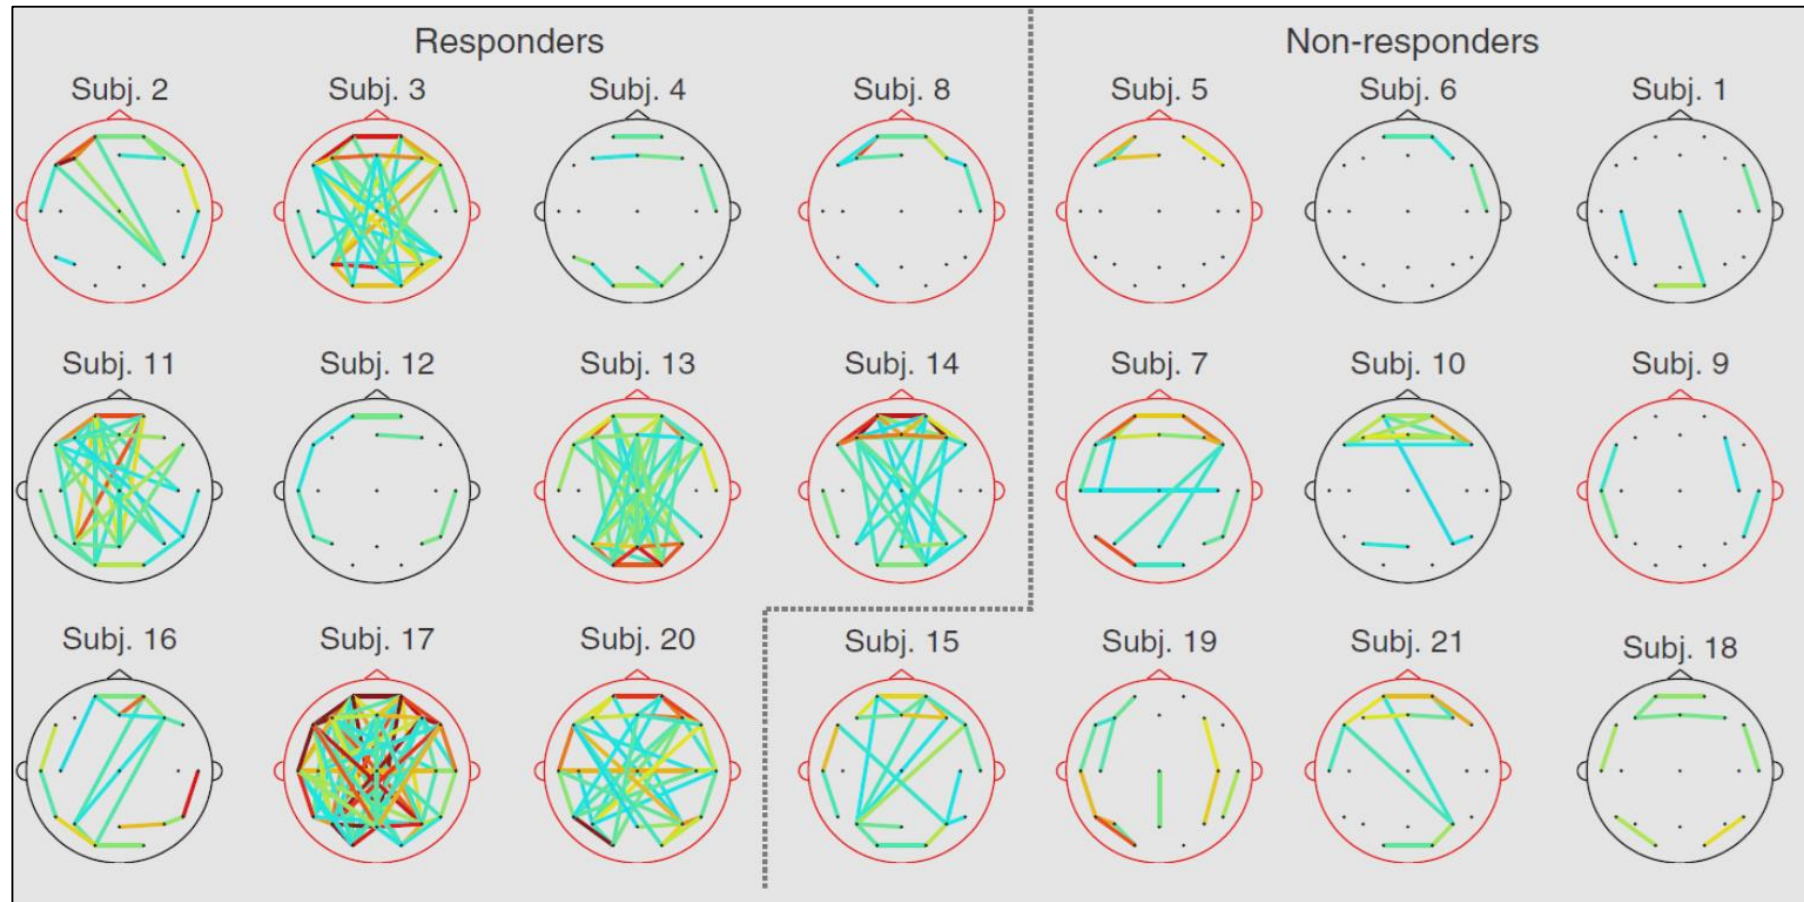 Responders
Non-responders
Subj. 2
Subj. 3
Subj. 4
Subj. 8
Subj. 5
Subj. 6
Subj. 1
Subj. 11
Subj. 12
Subj. 13
Subj. 14
Subj. 7
Subj. 10
Subj. 9
Subj. 16
Subj. 17
Subj. 20
Subj. 15
Subj. 19
Subj. 21
Subj. 18